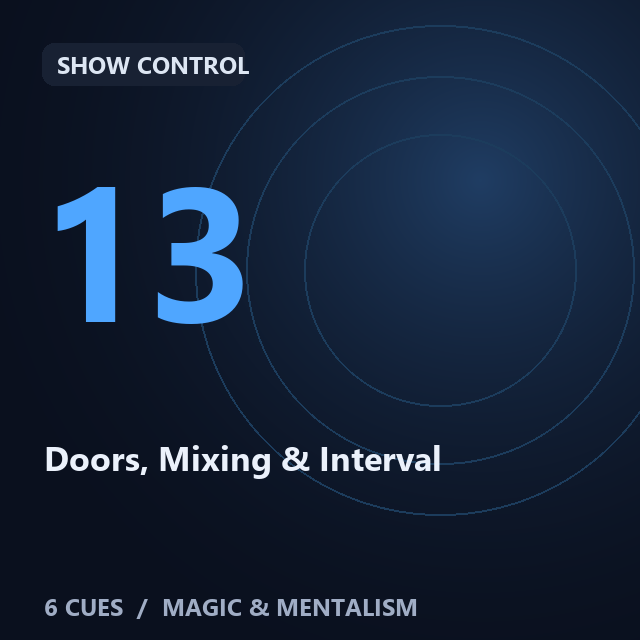 SHOW CONTROL
13
Doors, Mixing & Interval
6 CUES / MAGIC & MENTALISM